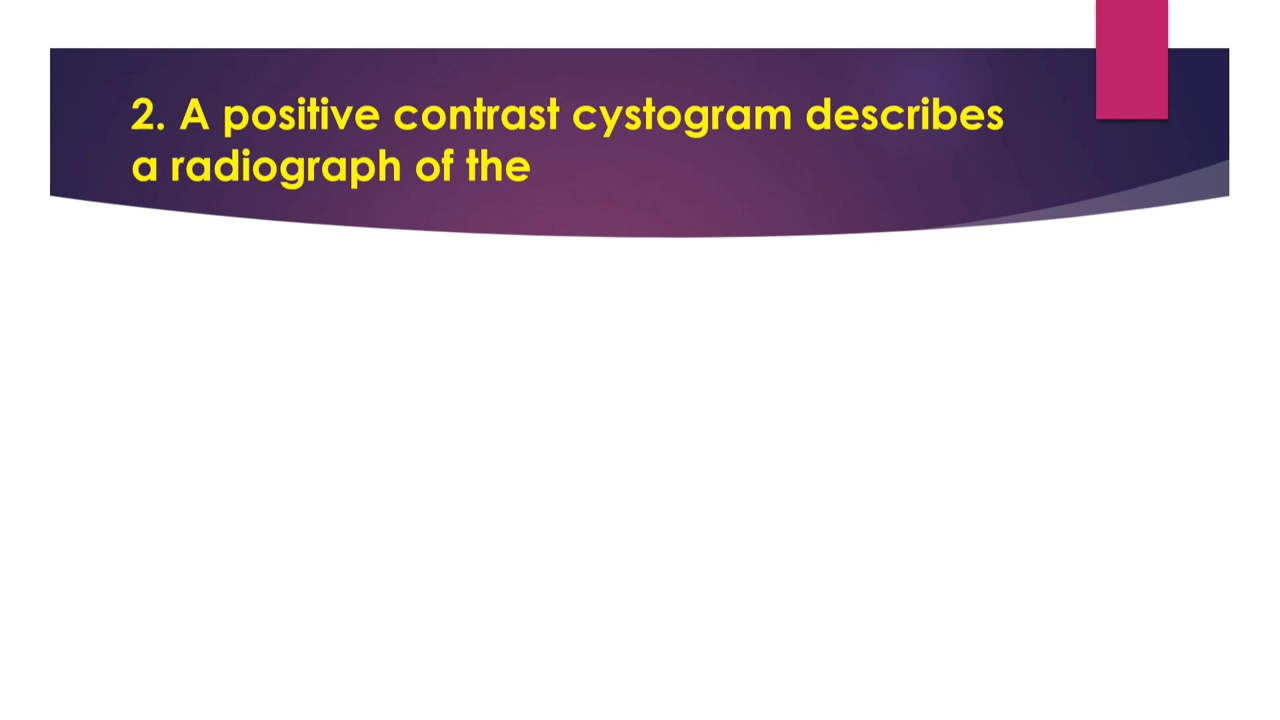 2. A positive contrast cystogram describes
a radiograph of the